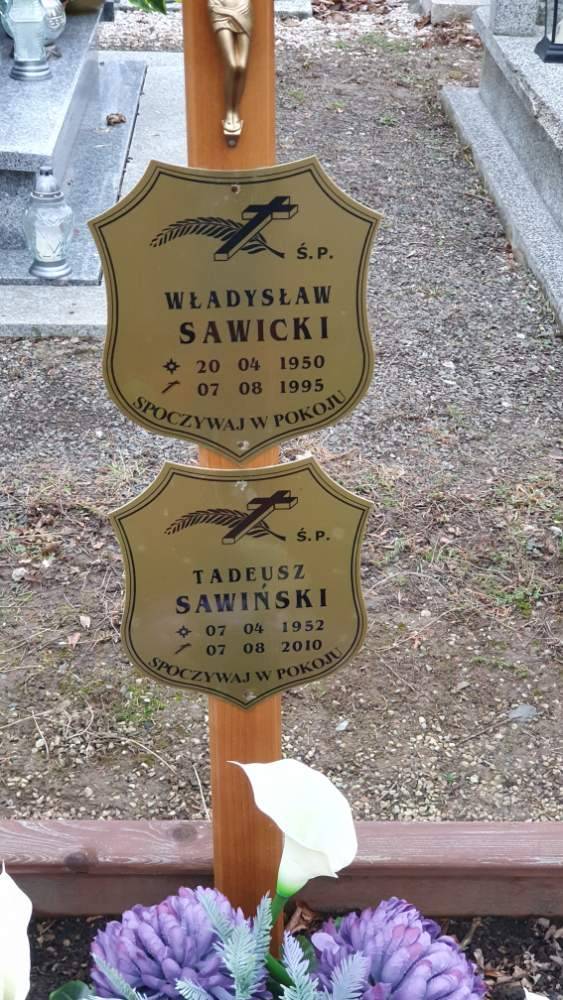 Ś.P.
WŁADYSŁAW
SAWICKI
20 04 1950
07 08 1995
SPOCZYWAJ W POKOJU
Ś.P.
TADEUSZ
SAWIŃSKI
07 04 1952
07 08 2010
SPOCZYWAJ W POKOJU